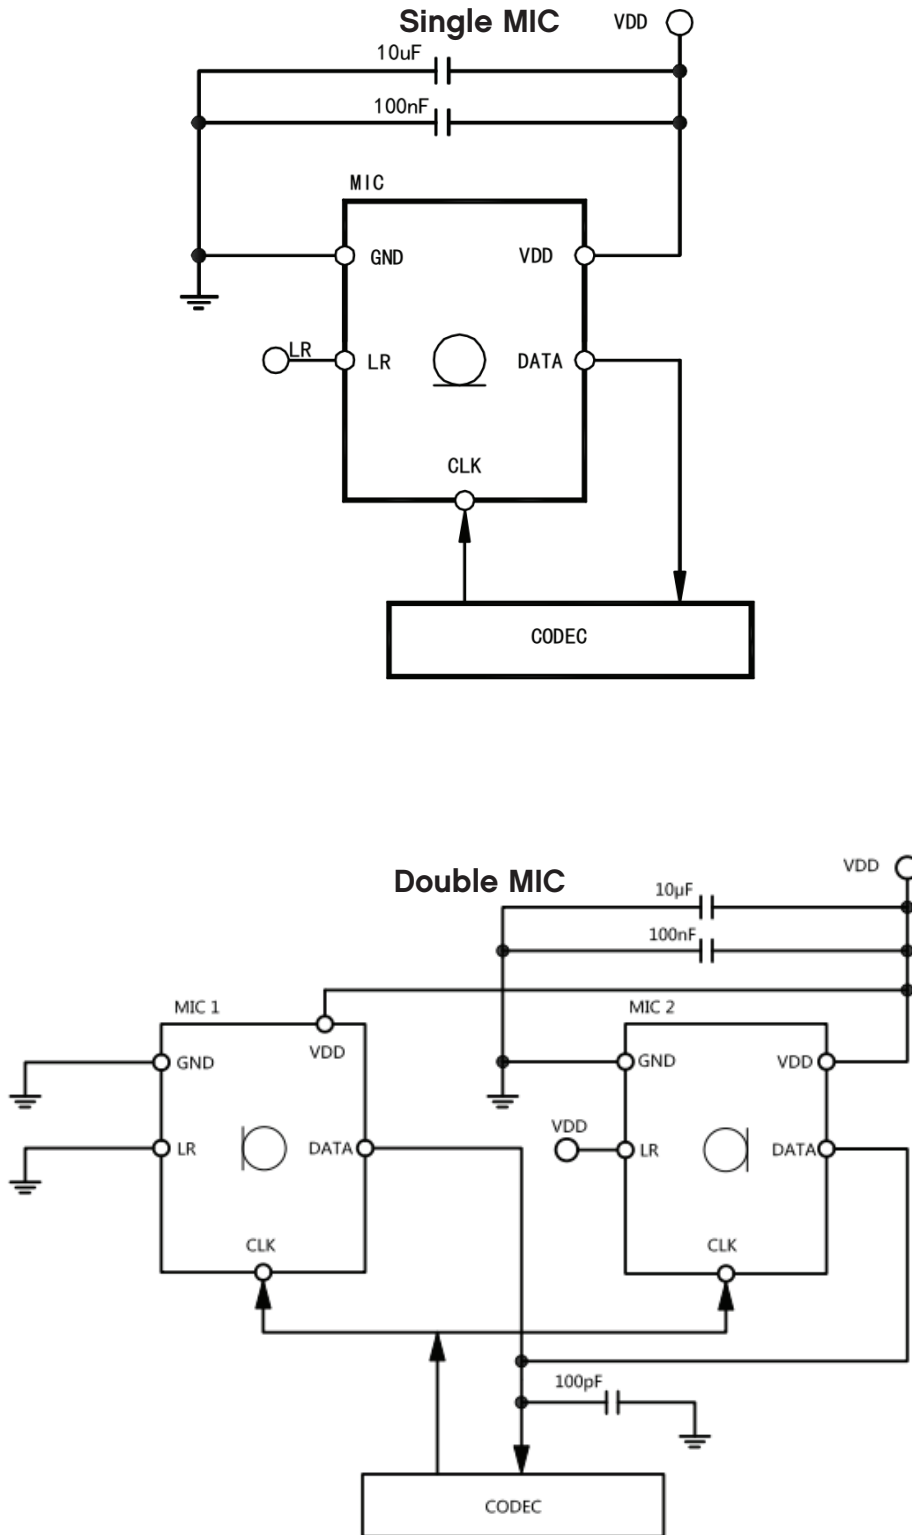 Single MIC
VDD
10uF
100nF
MIC
GND
VDD
LR
LR
DATA
CLK
CODEC
Double MIC
VDD
10µF
100nF
MIC 1
MIC 2
VDD
GND
GND
VDD
VDD
LR
DATA
LR
DATA
CLK
CLK
100pF
CODEC